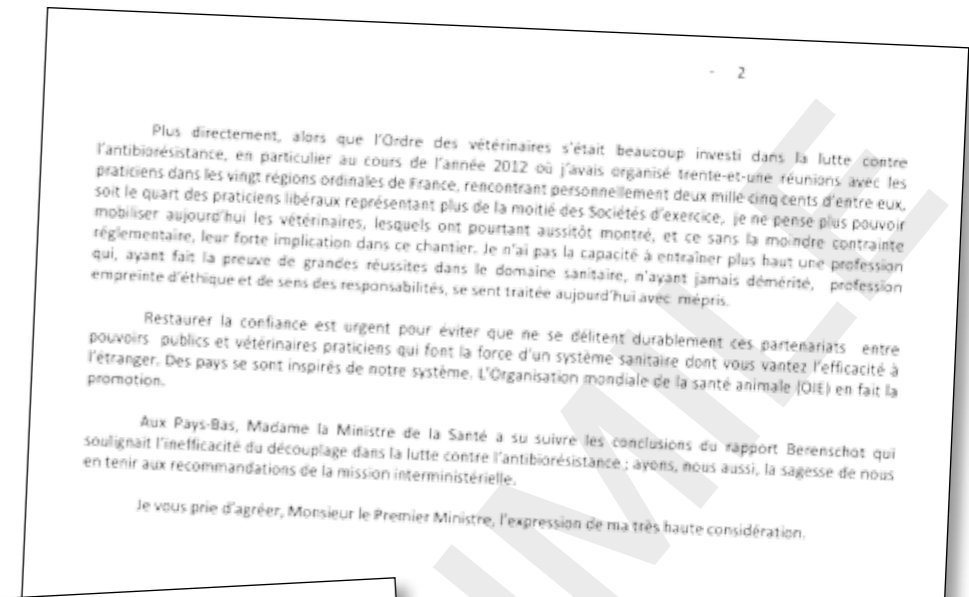 - 2
Plus directement, alors que l'Ordre des vétérinaires s'était beaucoup investi dans la lutte contre
l'antibiorésistance, en particulier au cours de l'année 2012 où j'avais organisé trente-et-une réunions avec les
praticiens dans les vingt régions ordinales de France, rencontrant personnellement deux mille cinq cents d'entre eux,
soit le quart des praticiens libéraux représentant plus de la moitié des Sociétés d'exercice, je ne pense plus pouvoir
mobiliser aujourd'hui les vétérinaires, lesquels ont pourtant aussitôt montré, et ce sans la moindre contrainte
réglementaire, leur forte implication dans ce chantier. Je n'ai pas la capacité à entraîner plus haut une profession
qui, ayant fait la preuve de grandes réussites dans le domaine sanitaire, n'ayant jamais démérité, profession
empreinte d'éthique et de sens des responsabilités, se sent traitée aujourd'hui avec mépris.
Restaurer la confiance est urgent pour éviter que ne se délitent durablement ces partenariats entre
pouvoirs publics et vétérinaires praticiens qui font la force d'un système sanitaire dont vous vantez l'efficacité à
l'étranger. Des pays se sont inspirés de notre système. L'Organisation mondiale de la santé animale (OIE) en fait la
promotion.
Aux Pays-Bas, Madame la Ministre de la Santé a su suivre les conclusions du rapport Berenschot qui
soulignait l'inefficacité du découplage dans la lutte contre l'antibiorésistance ; ayons, nous aussi, la sagesse de nous
en tenir aux recommandations de la mission interministérielle.
Je vous prie d'agréer, Monsieur le Premier Ministre, l'expression de ma très haute considération.